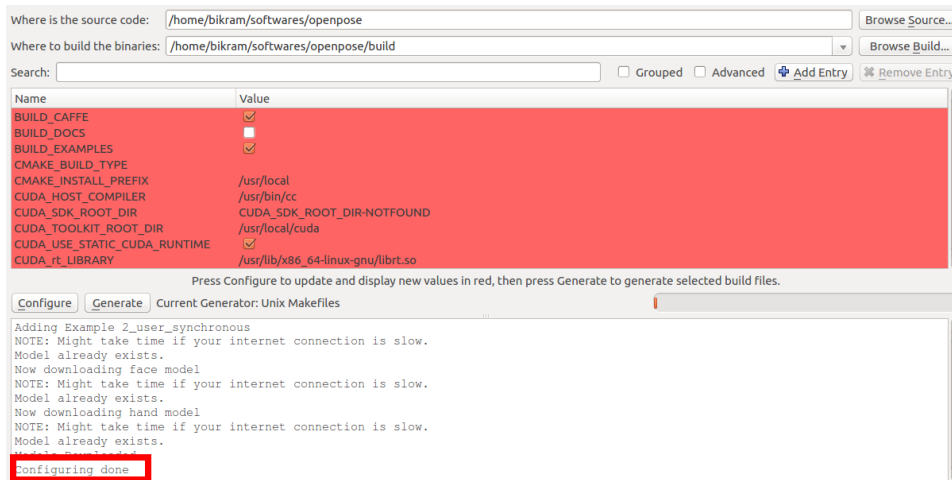 Where is the source code: /home/bikram/softwares/openpose Browse Source...
Where to build the binaries: /home/bikram/softwares/openpose/build Browse Build...
Search: Grouped Advanced Add Entry Remove Entry
Name Value
BUILD_CAFFE
BUILD_DOCS
BUILD_EXAMPLES
CMAKE_BUILD_TYPE
CMAKE_INSTALL_PREFIX /usr/local
CUDA_HOST_COMPILER /usr/bin/cc
CUDA_SDK_ROOT_DIR CUDA_SDK_ROOT_DIR-NOTFOUND
CUDA_TOOLKIT_ROOT_DIR /usr/local/cuda
CUDA_USE_STATIC_CUDA_RUNTIME
CUDA_rt_LIBRARY /usr/lib/x86_64-linux-gnu/librt.so
Press Configure to update and display new values in red, then press Generate to generate selected build files.
Configure Generate Current Generator: Unix Makefiles
Adding Example 2_user_synchronous
NOTE: Might take time if your internet connection is slow.
Model already exists.
Now downloading face model
NOTE: Might take time if your internet connection is slow.
Model already exists.
Now downloading hand model
NOTE: Might take time if your internet connection is slow.
Model already exists.
Models Downloaded
Configuring done